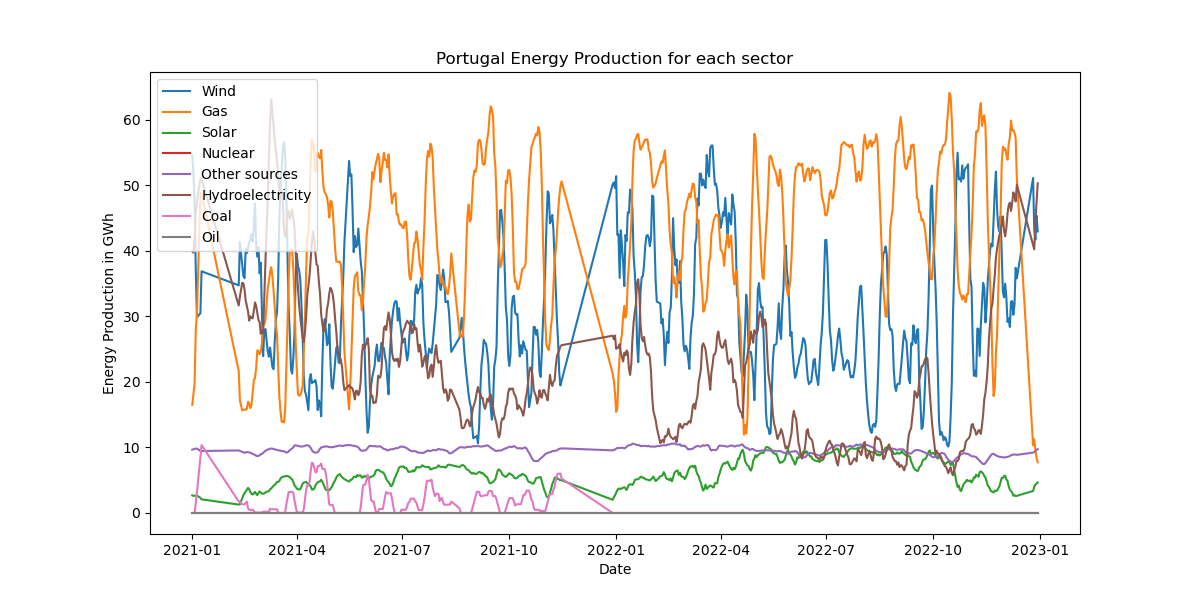 Portugal Energy Production for each sector
Wind
Gas
Solar
Nuclear
Other sources
Hydroelectricity
Coal
Oil
60
50
40
30
20
10
0
Energy Production in GWh
2021-01 2021-04 2021-07 2021-10 2022-01 2022-04 2022-07 2022-10 2023-01
Date